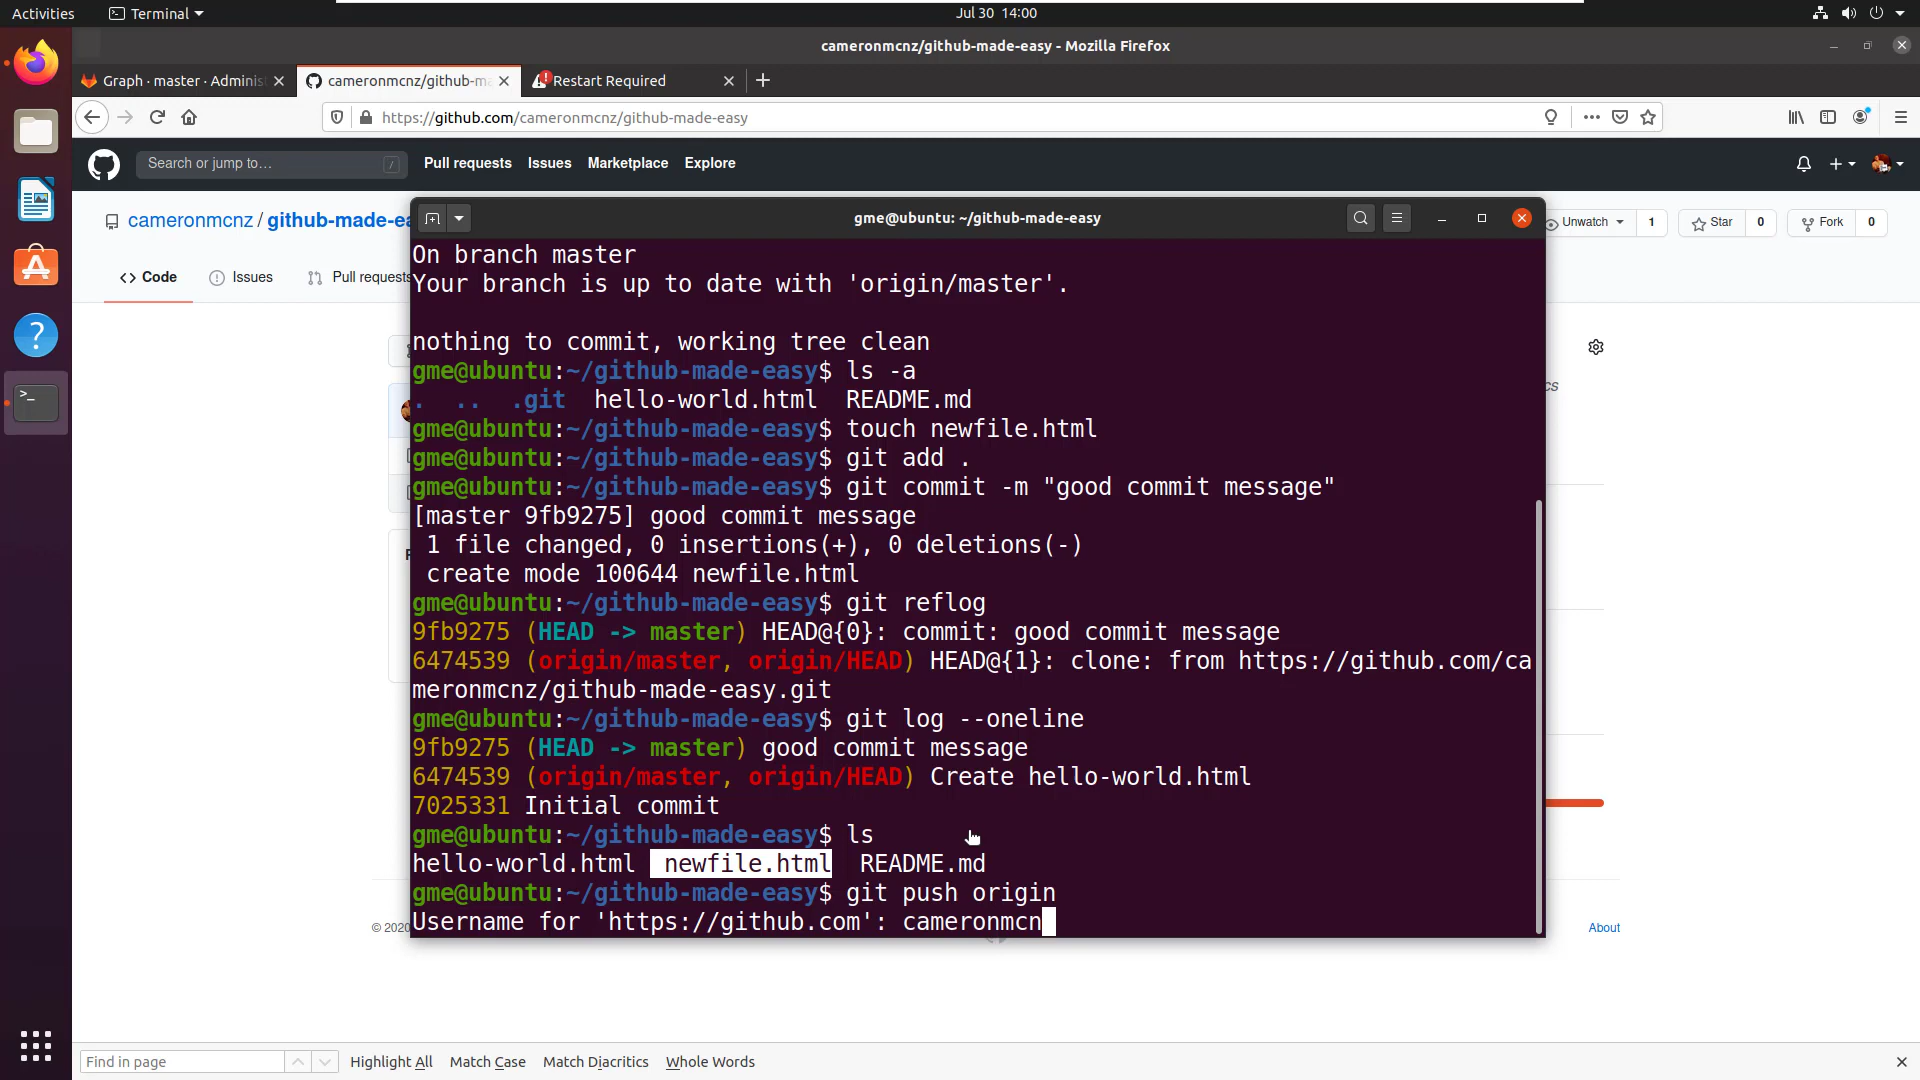 Activities
Terminal
Jul 30 14:00
cameronmcnz/github-made-easy - Mozilla Firefox
Graph · master · Adminis
cameronmcnz/github-ma
Restart Required
https://github.com/cameronmcnz/github-made-easy
Search or jump to…
/
Pull requests
Issues
Marketplace
Explore
cameronmcnz / github-made-ea
gme@ubuntu: ~/github-made-easy
Unwatch
1
Star
0
Fork
0
Code
Issues
Pull requests
On branch master
Your branch is up to date with 'origin/master'.
nothing to commit, working tree clean
gme@ubuntu:~/github-made-easy$ ls -a
. .. .git hello-world.html README.md
gme@ubuntu:~/github-made-easy$ touch newfile.html
gme@ubuntu:~/github-made-easy$ git add .
gme@ubuntu:~/github-made-easy$ git commit -m "good commit message"
[master 9fb9275] good commit message
1 file changed, 0 insertions(+), 0 deletions(-)
create mode 100644 newfile.html
gme@ubuntu:~/github-made-easy$ git reflog
9fb9275 (HEAD -> master) HEAD@{0}: commit: good commit message
6474539 (origin/master, origin/HEAD) HEAD@{1}: clone: from https://github.com/ca
meronmcnz/github-made-easy.git
gme@ubuntu:~/github-made-easy$ git log --oneline
9fb9275 (HEAD -> master) good commit message
6474539 (origin/master, origin/HEAD) Create hello-world.html
7025331 Initial commit
gme@ubuntu:~/github-made-easy$ ls
hello-world.html newfile.html README.md
gme@ubuntu:~/github-made-easy$ git push origin
Username for 'https://github.com': cameronmcn
© 2020
About
Find in page
Highlight All
Match Case
Match Diacritics
Whole Words